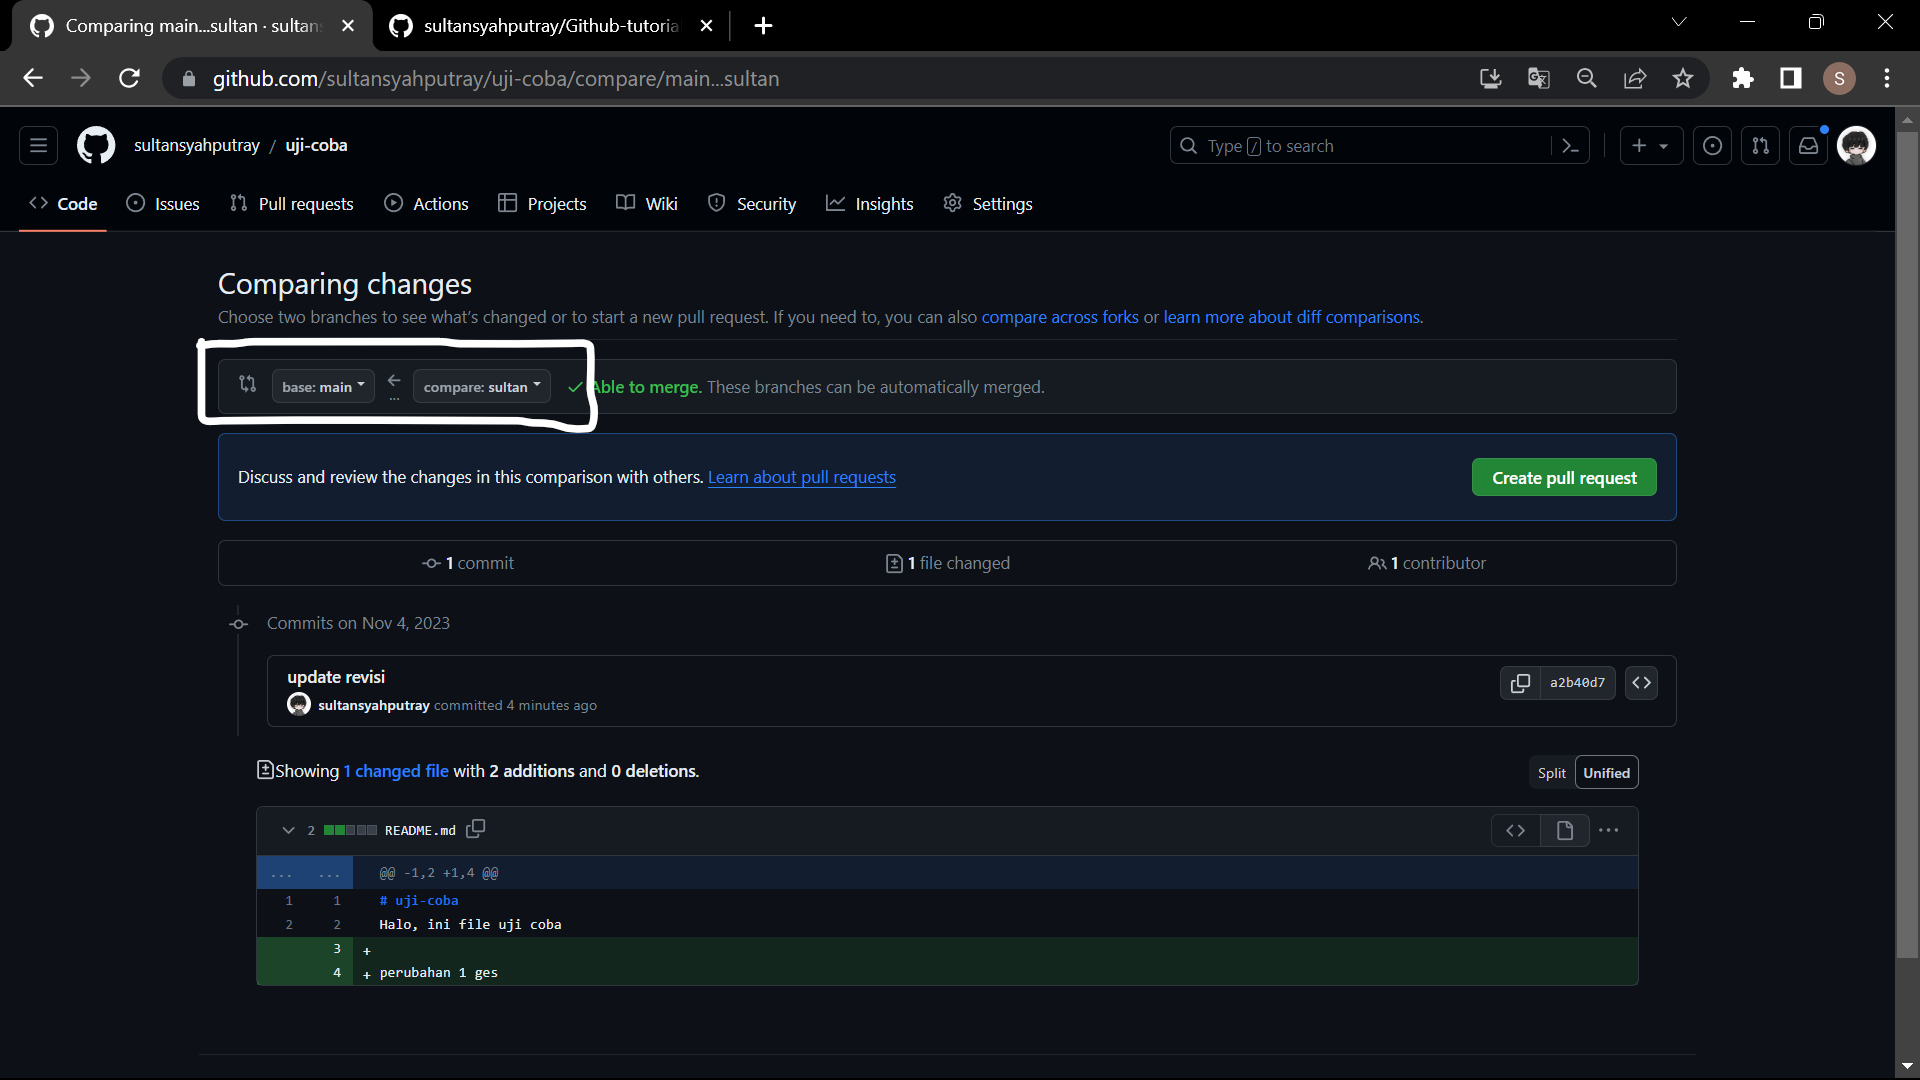 Comparing main...sultan · sultans
sultansyahputray/Github-tutorial
github.com/sultansyahputray/uji-coba/compare/main...sultan
S
sultansyahputray / uji-coba
Type / to search
Code Issues Pull requests Actions Projects Wiki Security Insights Settings
Comparing changes
Choose two branches to see what's changed or to start a new pull request. If you need to, you can also compare across forks or learn more about diff comparisons.
base: main ... compare: sultan Able to merge. These branches can be automatically merged.
Discuss and review the changes in this comparison with others. Learn about pull requests Create pull request
1 commit 1 file changed 1 contributor
Commits on Nov 4, 2023
update revisi
a2b40d7
sultansyahputray committed 4 minutes ago
Showing 1 changed file with 2 additions and 0 deletions.
Split Unified
2 README.md
... ... @@ -1,2 +1,4 @@
1 1 # uji-coba
2 2 Halo, ini file uji coba
3 +
4 + perubahan 1 ges